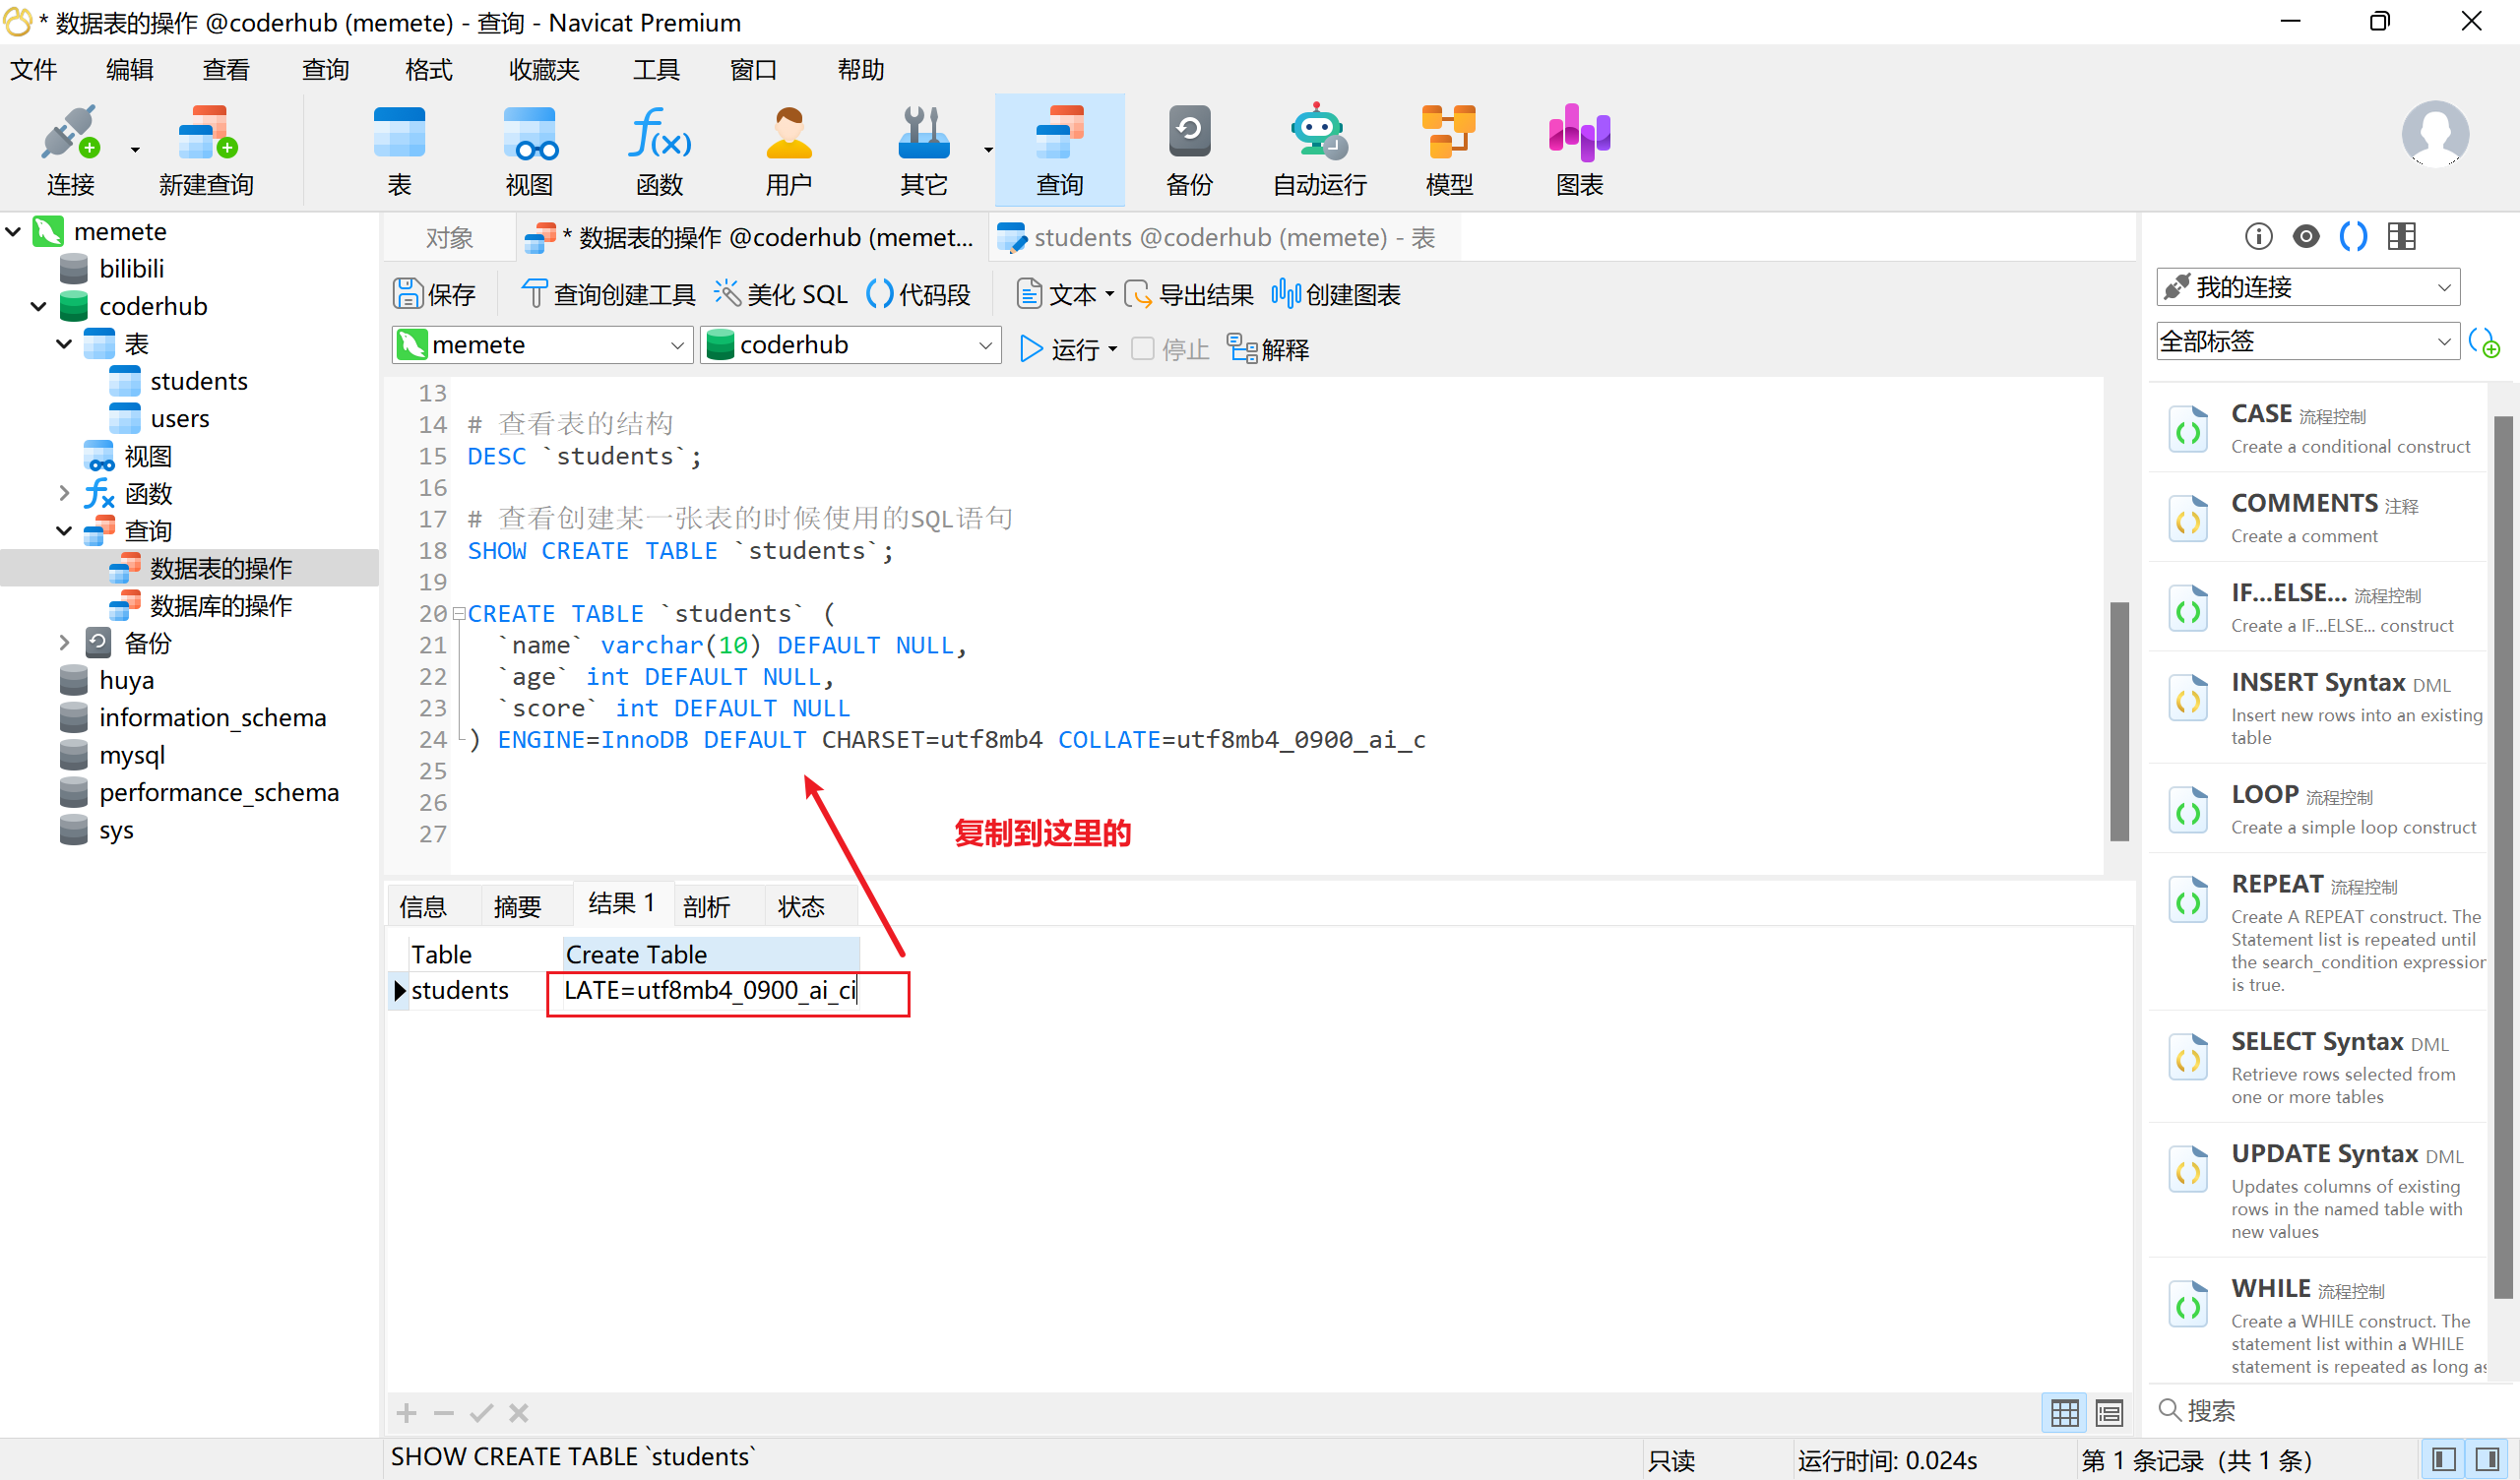 * 数据表的操作 @coderhub (memete) - 查询 - Navicat Premium
文件 编辑 查看 查询 格式 收藏夹 工具 窗口 帮助
连接 新建查询 表 视图 函数 用户 其它 查询 备份 自动运行 模型 图表
memete
bilibili
coderhub
表
students
users
视图
函数
查询
数据表的操作
数据库的操作
备份
huya
information_schema
mysql
performance_schema
sys
对象 * 数据表的操作 @coderhub (memet... students @coderhub (memete) - 表
保存 查询创建工具 美化 SQL 代码段 文本 导出结果 创建图表
memete coderhub 运行 停止 解释
13
14 # 查看表的结构
15 DESC `students`;
16
17 # 查看创建某一张表的时候使用的SQL语句
18 SHOW CREATE TABLE `students`;
19
20 CREATE TABLE `students` (
21 `name` varchar(10) DEFAULT NULL,
22 `age` int DEFAULT NULL,
23 `score` int DEFAULT NULL
24 ) ENGINE=InnoDB DEFAULT CHARSET=utf8mb4 COLLATE=utf8mb4_0900_ai_c
25
26
27
复制到这里的
信息 摘要 结果 1 剖析 状态
Table Create Table
students LATE=utf8mb4_0900_ai_ci
SHOW CREATE TABLE `students` 只读 运行时间: 0.024s 第 1 条记录 (共 1 条)
我的连接
全部标签
CASE 流程控制
Create a conditional construct
COMMENTS 注释
Create a comment
IF...ELSE... 流程控制
Create a IF...ELSE... construct
INSERT Syntax DML
Insert new rows into an existing
table
LOOP 流程控制
Create a simple loop construct
REPEAT 流程控制
Create A REPEAT construct. The
Statement list is repeated until
the search_condition expression
is true.
SELECT Syntax DML
Retrieve rows selected from
one or more tables
UPDATE Syntax DML
Updates columns of existing
rows in the named table with
new values
WHILE 流程控制
Create a WHILE construct. The
statement list within a WHILE
statement is repeated as long as
搜索